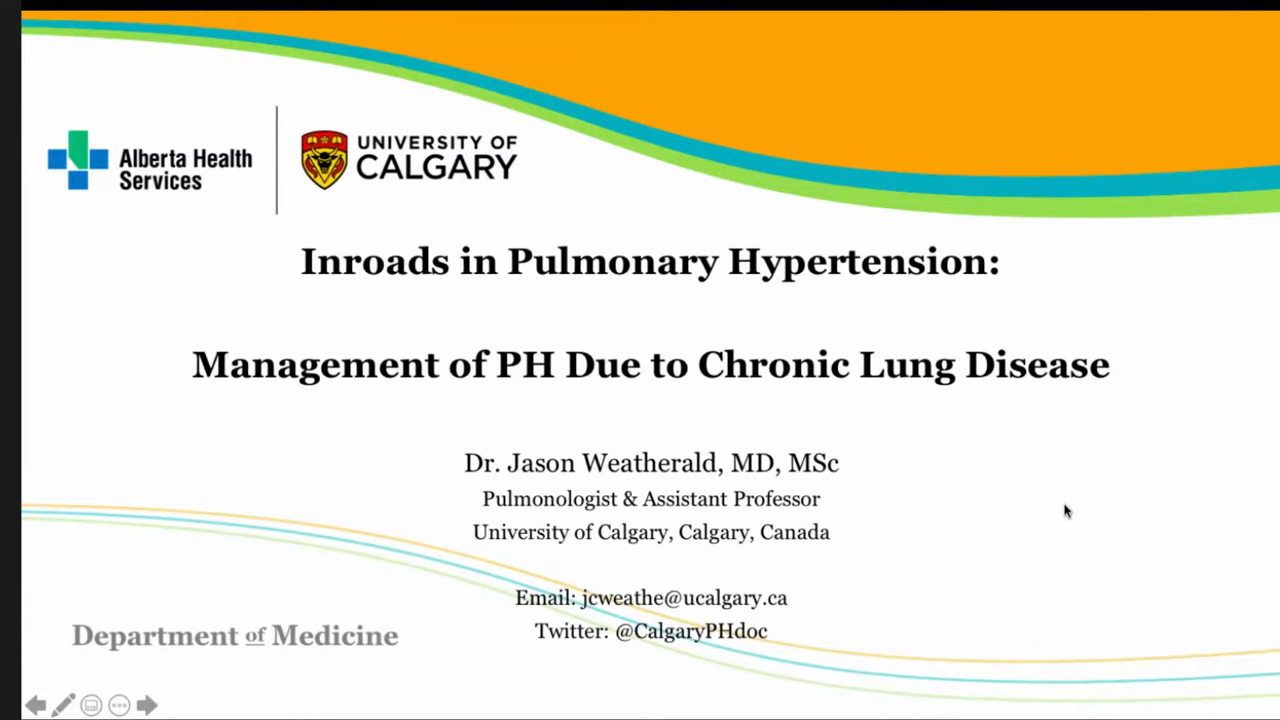 Alberta Health
Services
UNIVERSITY OF
CALGARY
Inroads in Pulmonary Hypertension:
Management of PH Due to Chronic Lung Disease
Dr. Jason Weatherald, MD, MSc
Pulmonologist & Assistant Professor
University of Calgary, Calgary, Canada
Email: jcweathe@ucalgary.ca
Twitter: @CalgaryPHdoc
Department of Medicine